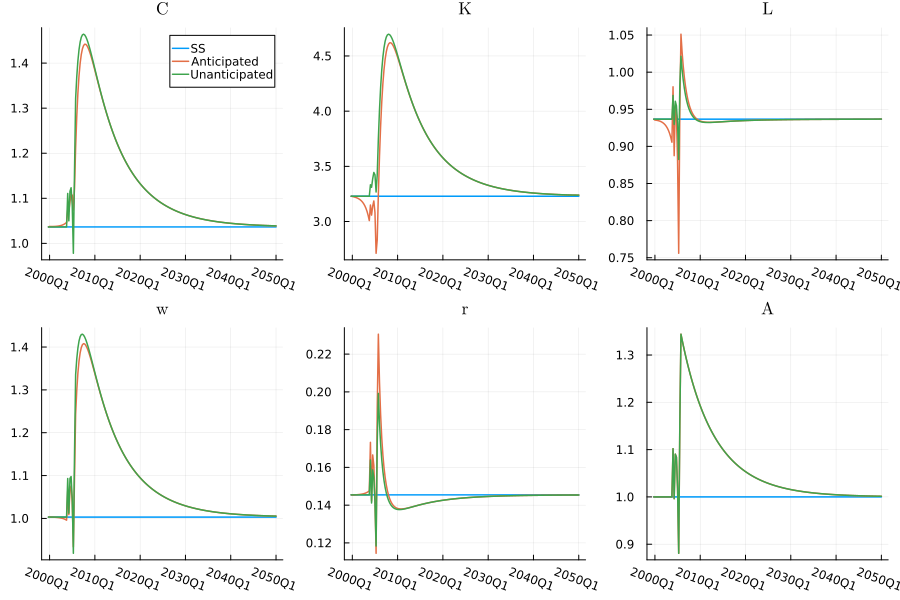 C
1.4
1.3
1.2
1.1
1.0
SS
Anticipated
Unanticipated
2000Q1 2010Q1 2020Q1 2030Q1 2040Q1 2050Q1
K
4.5
4.0
3.5
3.0
2000Q1 2010Q1 2020Q1 2030Q1 2040Q1 2050Q1
L
1.05
1.00
0.95
0.90
0.85
0.80
0.75
2000Q1 2010Q1 2020Q1 2030Q1 2040Q1 2050Q1
w
1.4
1.3
1.2
1.1
1.0
2000Q1 2010Q1 2020Q1 2030Q1 2040Q1 2050Q1
r
0.22
0.20
0.18
0.16
0.14
0.12
2000Q1 2010Q1 2020Q1 2030Q1 2040Q1 2050Q1
A
1.3
1.2
1.1
1.0
0.9
2000Q1 2010Q1 2020Q1 2030Q1 2040Q1 2050Q1